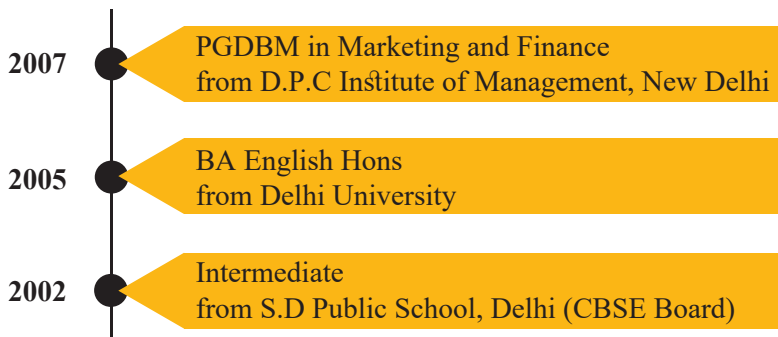 2007
PGDBM in Marketing and Finance
from D.P.C Institute of Management, New Delhi
2005
BA English Hons
from Delhi University
2002
Intermediate
from S.D Public School, Delhi (CBSE Board)